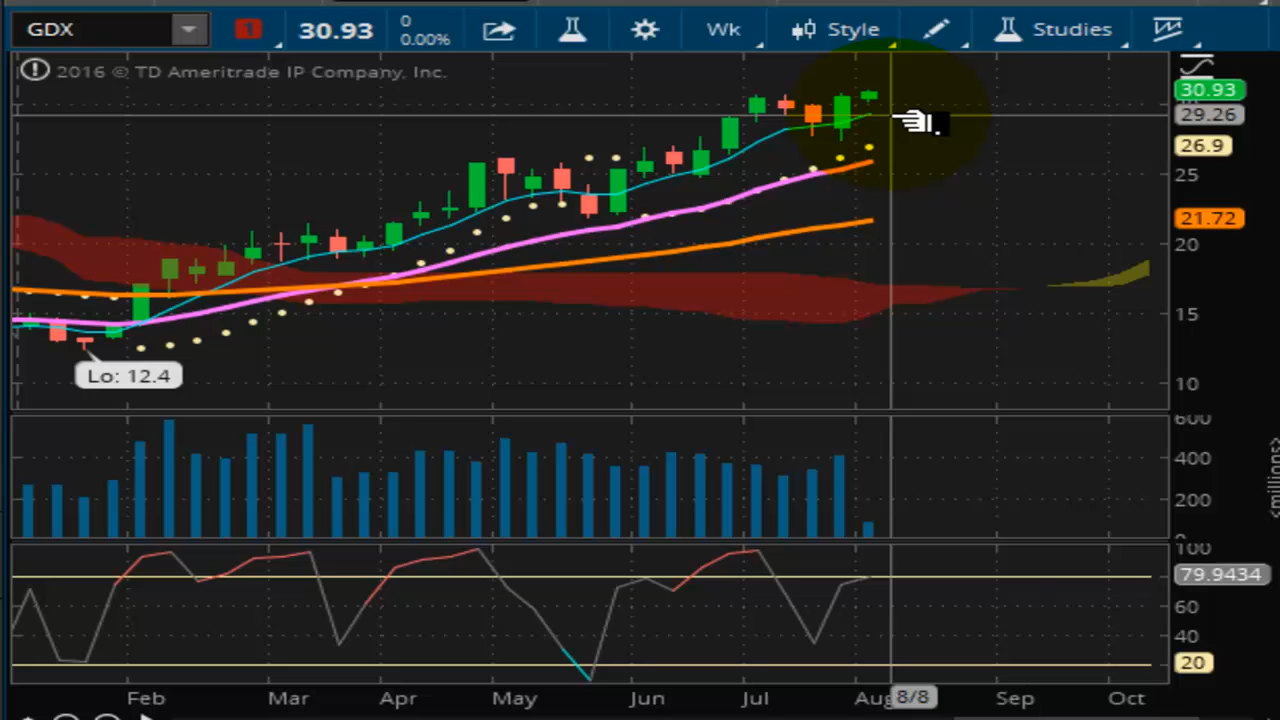 GDX
1
30.93
0
0.00%
Wk
Style
Studies
2016 © TD Ameritrade IP Company, Inc.
30.93
29.26
26.9
25
21.72
20
15
10
Lo: 12.4
600
400
200
<millions>
100
79.9434
60
40
20
Feb Mar Apr May Jun Jul Aug 8/8 Sep Oct